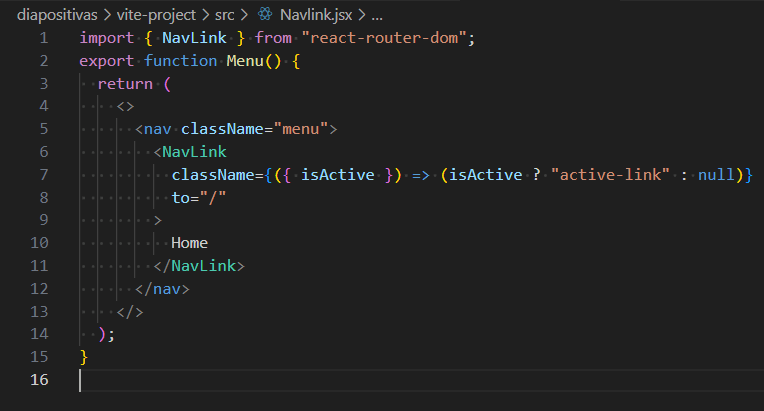 diapositivas > vite-project > src > Navlink.jsx > ...
1 import { NavLink } from "react-router-dom";
2 export function Menu() {
3   return (
4     <>
5       <nav className="menu">
6         <NavLink
7           className={({ isActive }) => (isActive ? "active-link" : null)}
8           to="/"
9         >
10           Home
11         </NavLink>
12       </nav>
13     </>
14   );
15 }
16